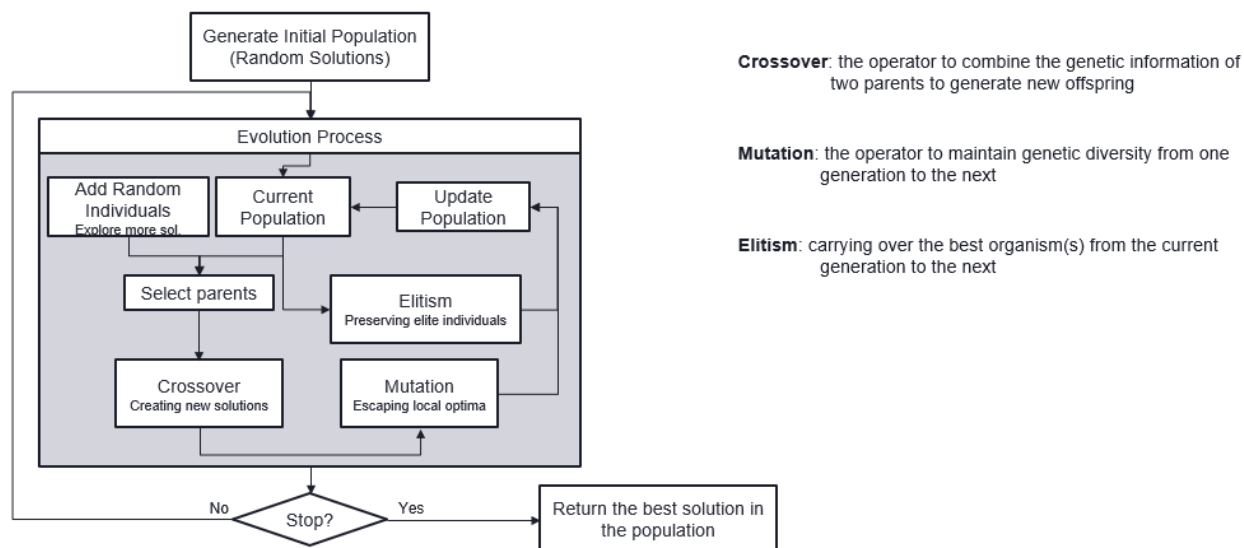 Generate Initial Population
(Random Solutions)
Evolution Process
Add Random
Individuals
Explore more sol.
Current
Population
Update
Population
Select parents
Elitism
Preserving elite individuals
Crossover
Creating new solutions
Mutation
Escaping local optima
No
Stop?
Yes
Return the best solution in
the population
Crossover: the operator to combine the genetic information of
two parents to generate new offspring
Mutation: the operator to maintain genetic diversity from one
generation to the next
Elitism: carrying over the best organism(s) from the current
generation to the next